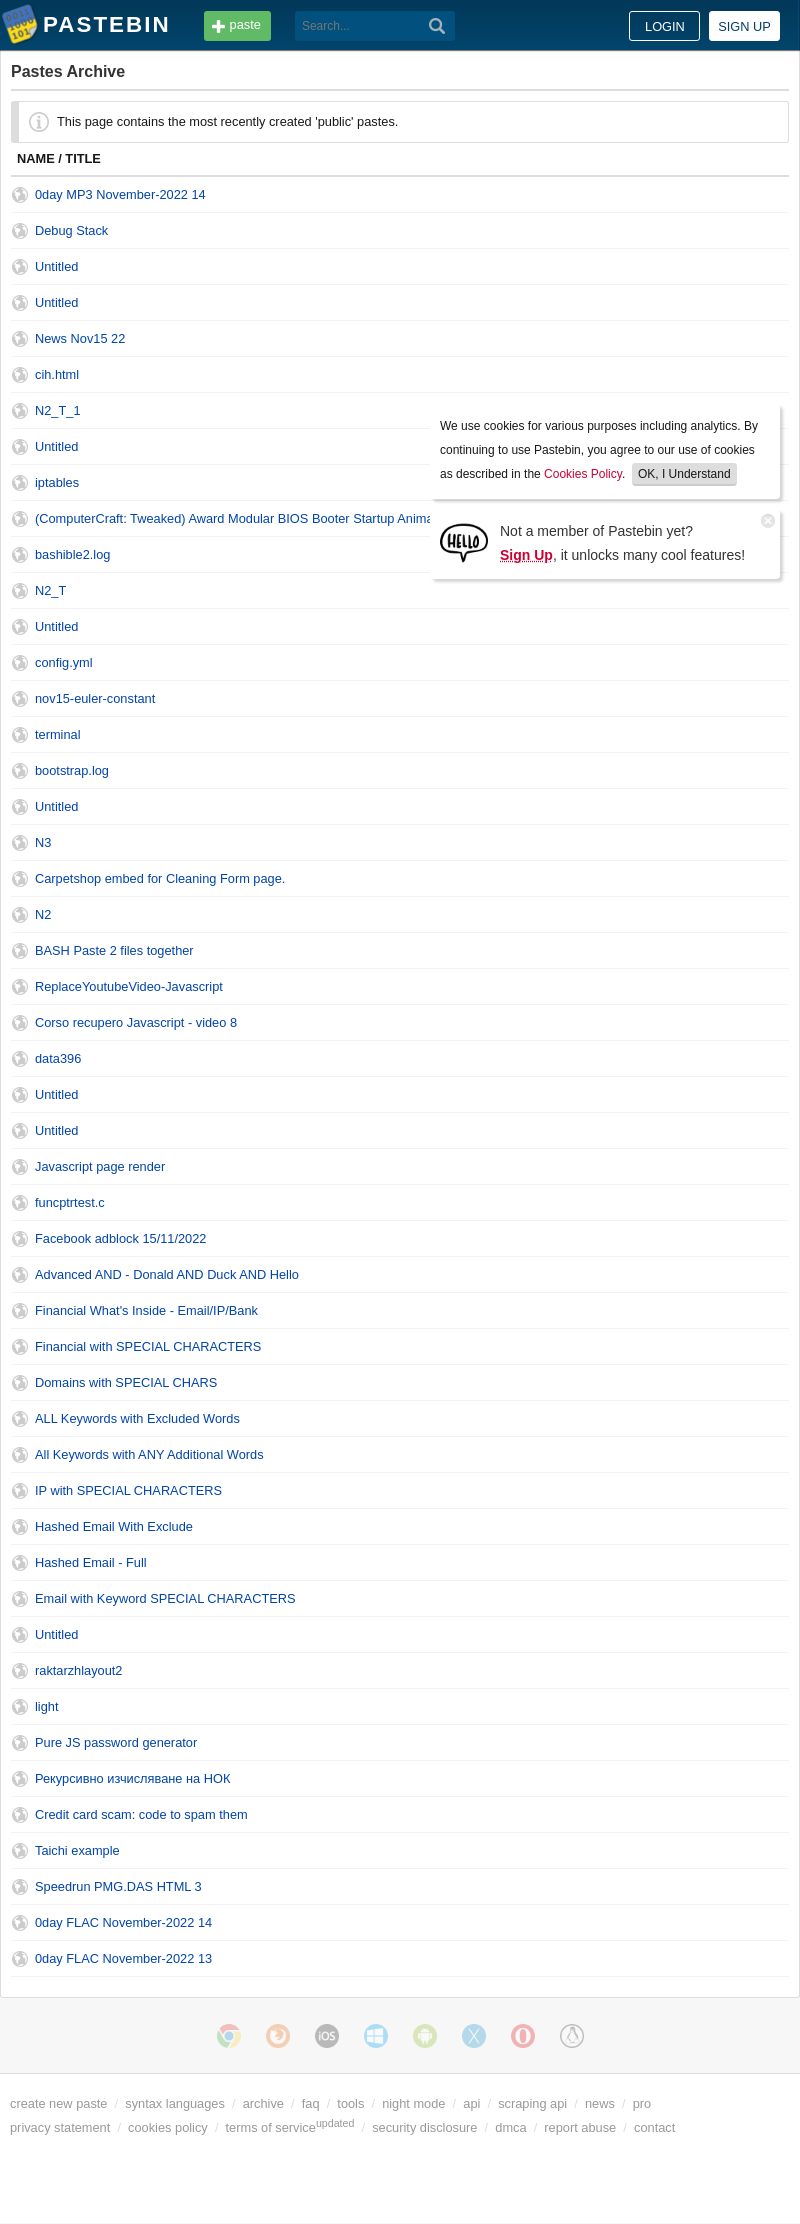 PASTEBIN
paste
Search...
LOGIN
SIGN UP
Pastes Archive
This page contains the most recently created 'public' pastes.
NAME / TITLE
0day MP3 November-2022 14
Debug Stack
Untitled
Untitled
News Nov15 22
cih.html
N2_T_1
Untitled
iptables
(ComputerCraft: Tweaked) Award Modular BIOS Booter Startup
bashible2.log
N2_T
We use cookies for various purposes including analytics. By
continuing to use Pastebin, you agree to our use of cookies
as described in the Cookies Policy. OK, I Understand
HELLO
Not a member of Pastebin yet?
Sign Up, it unlocks many cool features!
Untitled
config.yml
nov15-euler-constant
terminal
bootstrap.log
Untitled
N3
Carpetshop embed for Cleaning Form page.
N2
BASH Paste 2 files together
ReplaceYoutubeVideo-Javascript
Corso recupero Javascript - video 8
data396
Untitled
Untitled
Javascript page render
funcptrtest.c
Facebook adblock 15/11/2022
Advanced AND - Donald AND Duck AND Hello
Financial What's Inside - Email/IP/Bank
Financial with SPECIAL CHARACTERS
Domains with SPECIAL CHARS
ALL Keywords with Excluded Words
All Keywords with ANY Additional Words
IP with SPECIAL CHARACTERS
Hashed Email With Exclude
Hashed Email - Full
Email with Keyword SPECIAL CHARACTERS
Untitled
raktarzhlayout2
light
Pure JS password generator
Рекурсивно изчисляване на НОК
Credit card scam: code to spam them
Taichi example
Speedrun PMG.DAS HTML 3
0day FLAC November-2022 14
0day FLAC November-2022 13
iOS
create new paste / syntax languages / archive / faq / tools / night mode / api / scraping api / news / pro
privacy statement / cookies policy / terms of service updated / security disclosure / dmca / report abuse / contact